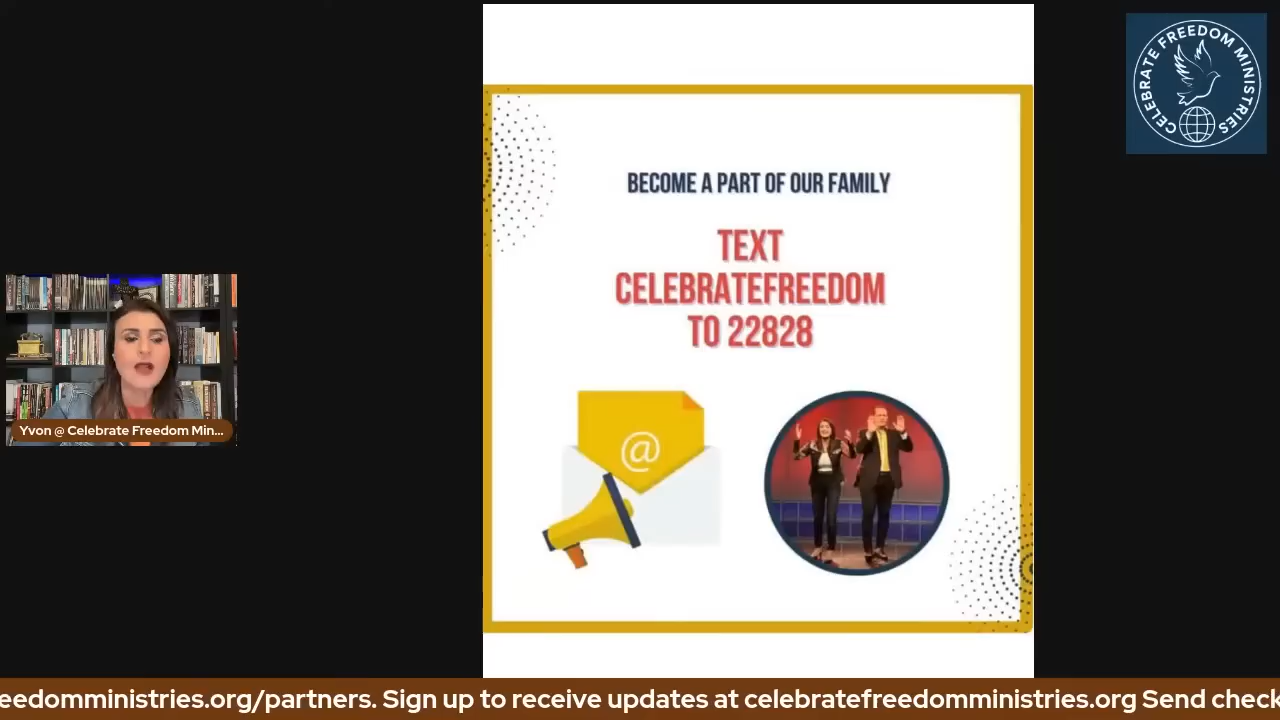 CELEBRATE FREEDOM MINISTRIES
BECOME A PART OF OUR FAMILY
TEXT
CELEBRATEFREEDOM
TO 22828
@
Yvon @ Celebrate Freedom Min...
eedomministries.org/partners. Sign up to receive updates at celebratefreedomministries.org Send check